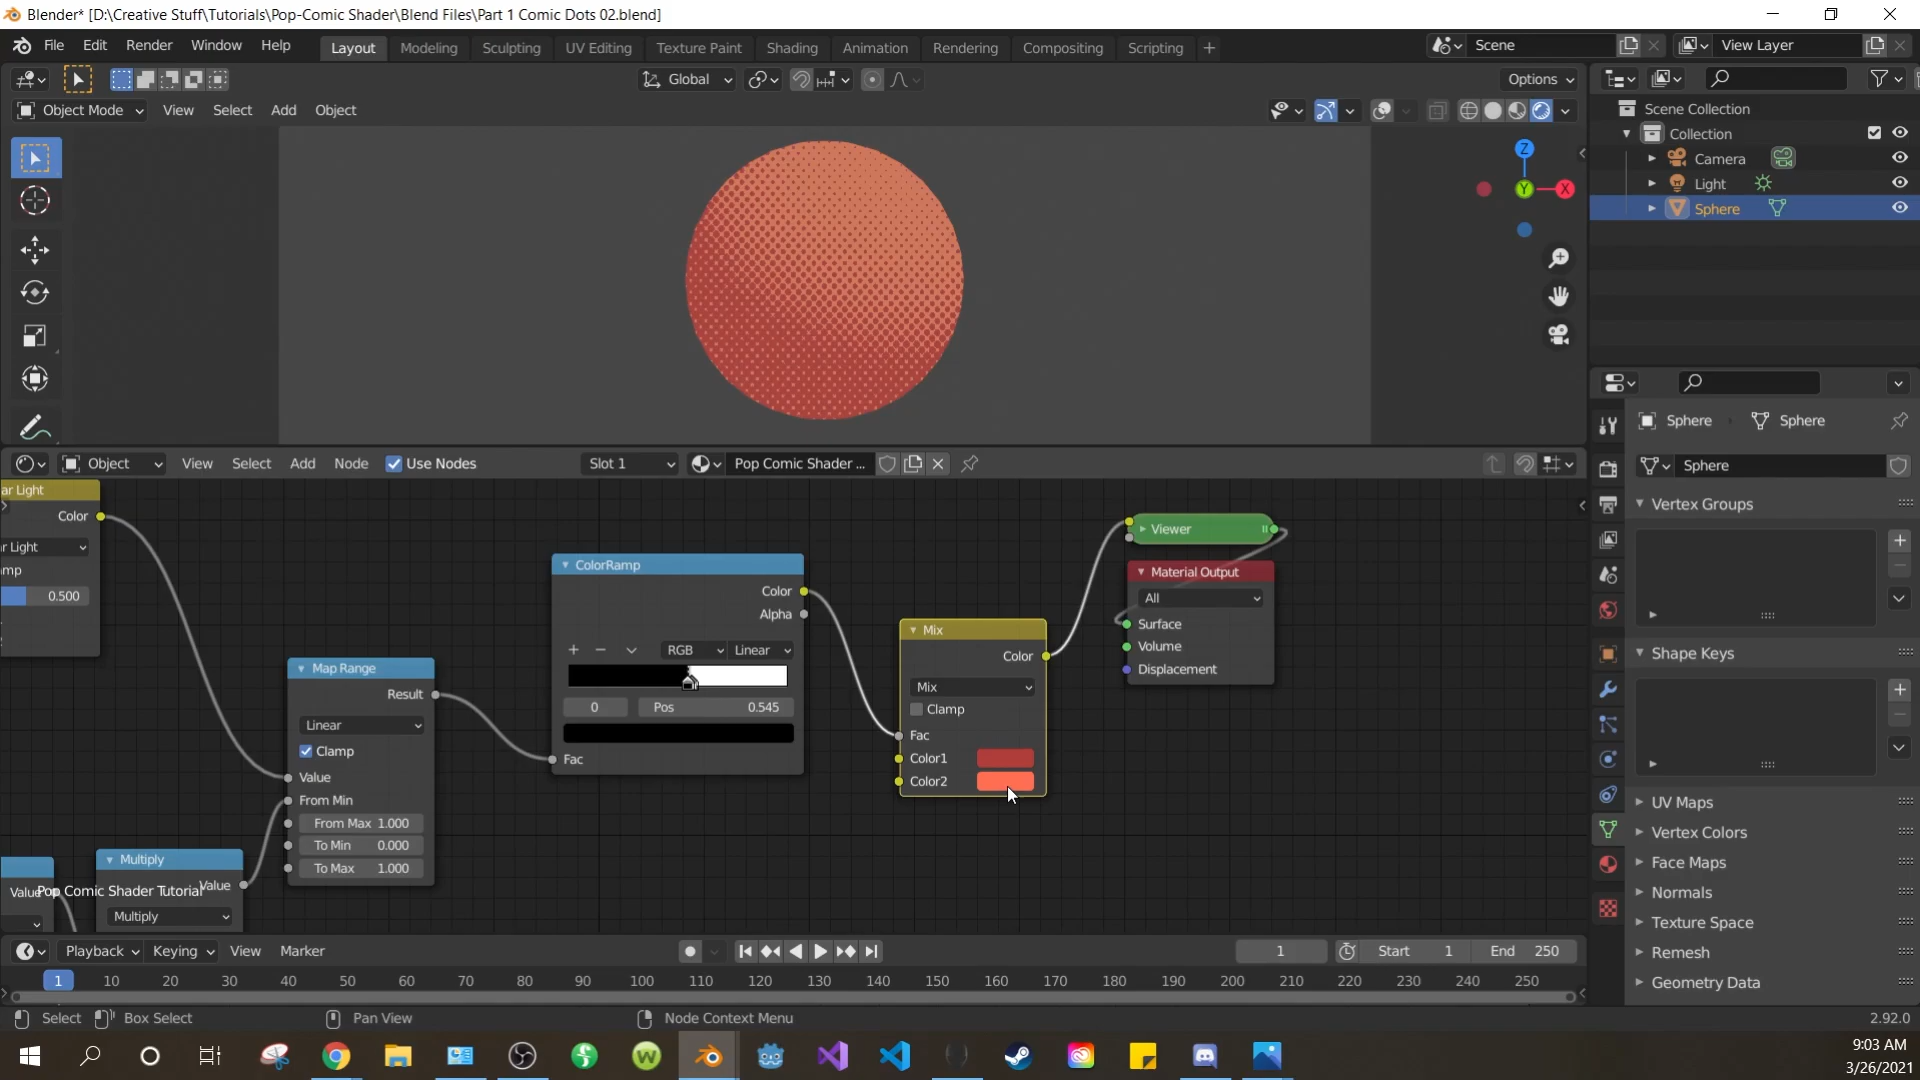 Blender* [D:\Creative Stuff\Tutorials\Pop-Comic Shader\Blend Files\Part 1 Comic Dots 02.blend]
File Edit Render Window Help Layout Modeling Sculpting UV Editing Texture Paint Shading Animation Rendering Compositing Scripting + Scene View Layer
Global Options
Object Mode View Select Add Object
Scene Collection
Collection
Camera
Light
Sphere
Z
Y
X
Sphere Sphere
Sphere
Vertex Groups
Shape Keys
UV Maps
Vertex Colors
Face Maps
Normals
Texture Space
Remesh
Geometry Data
Object View Select Add Node Use Nodes Slot 1 Pop Comic Shader ...
ar Light
Color
r Light
mp
0.500
Map Range
Result
Linear
Clamp
Value
From Min
From Max 1.000
To Min 0.000
To Max 1.000
Value
Pop Comic Shader Tutorial
Multiply
Value
Multiply
ColorRamp
Color
Alpha
RGB Linear
0 Pos 0.545
Fac
Mix
Color
Mix
Clamp
Fac
Color1
Color2
Viewer
Material Output
All
Surface
Volume
Displacement
Playback Keying View Marker 1 Start 1 End 250
1 10 20 30 40 50 60 70 80 90 100 110 120 130 140 150 160 170 180 190 200 210 220 230 240 250
Select Box Select Pan View Node Context Menu 2.92.0
9:03 AM
3/26/2021